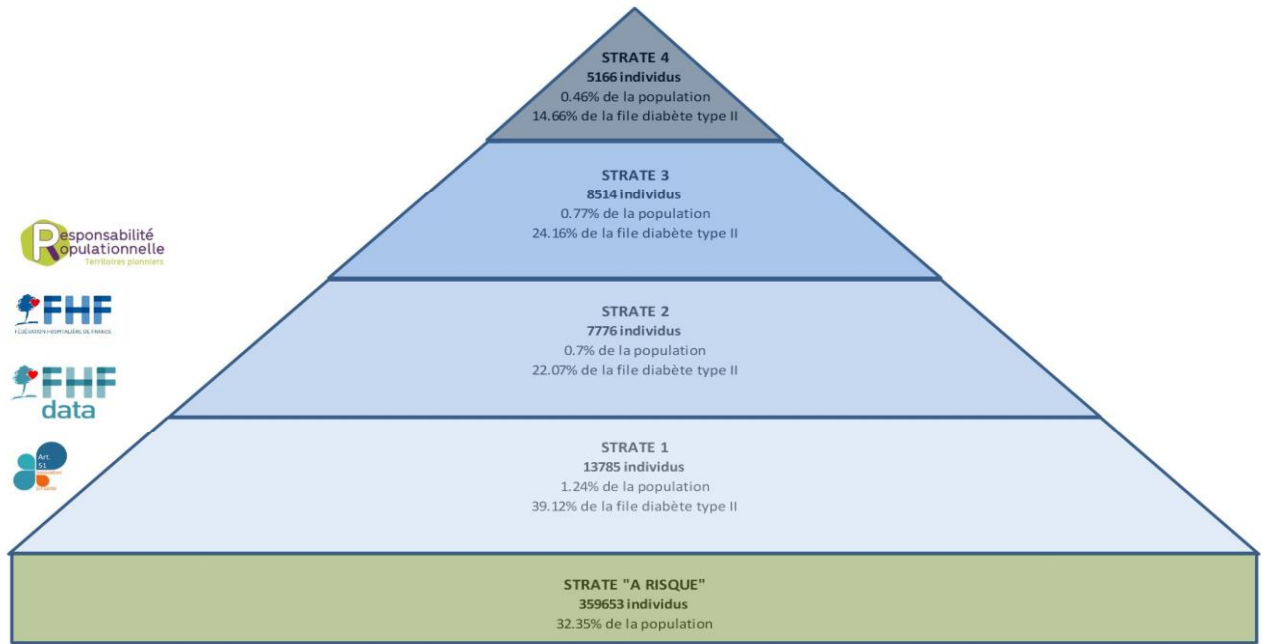 STRATE 4
5166 individus
0.46% de la population
14.66% de la file diabète type II
STRATE 3
8514 individus
0.77% de la population
24.16% de la file diabète type II
Responsabilité
Populationnelle
Territoires pionniers
FHF
FÉDÉRATION HOSPITALIÈRE DE FRANCE
STRATE 2
7776 individus
0.7% de la population
22.07% de la file diabète type II
FHF
data
STRATE 1
13785 individus
1.24% de la population
39.12% de la file diabète type II
Art.
51
STRATE "A RISQUE"
359653 individus
32.35% de la population